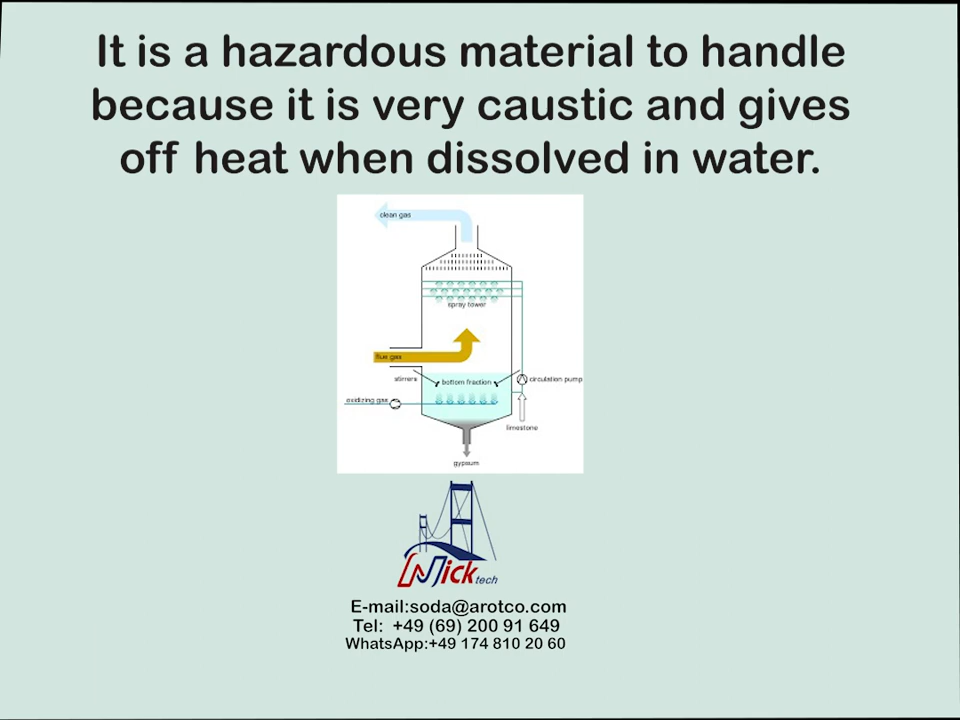 It is a hazardous material to handle
because it is very caustic and gives
off heat when dissolved in water.
clean gas
spray tower
flue gas
stirrers
bottom fraction
circulation pump
oxidizing gas
limestone
gypsum
Nick tech
E-mail:soda@arotco.com
Tel: +49 (69) 200 91 649
WhatsApp:+49 174 810 20 60